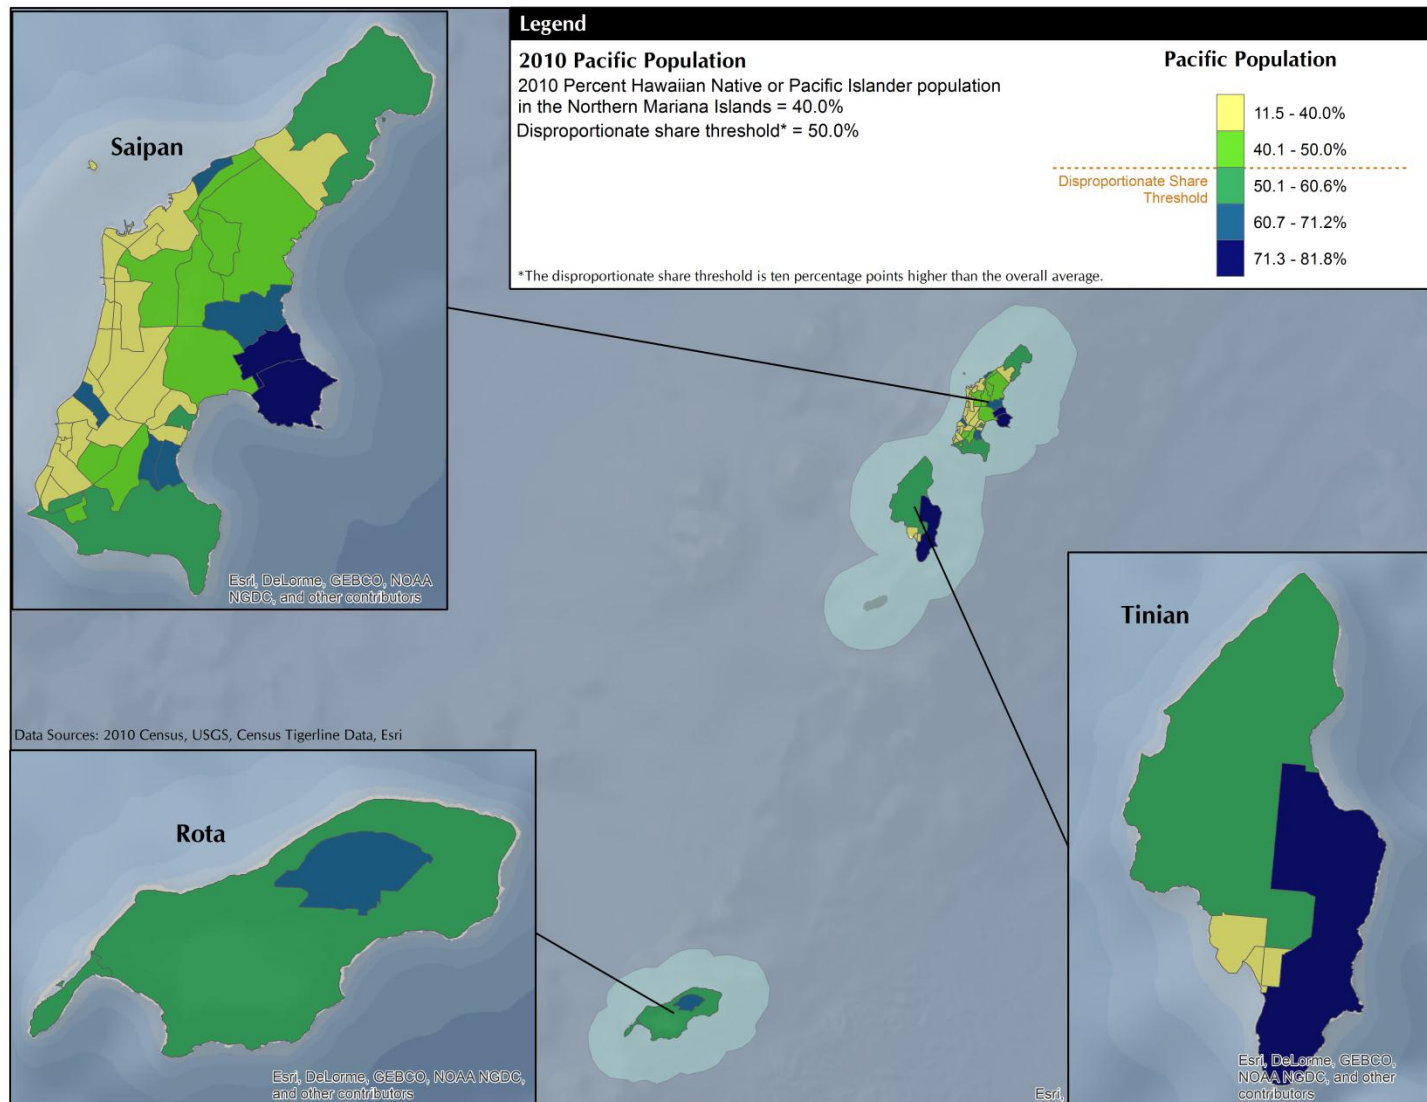 Legend
2010 Pacific Population
2010 Percent Hawaiian Native or Pacific Islander population
in the Northern Mariana Islands = 40.0%
Disproportionate share threshold* = 50.0%
*The disproportionate share threshold is ten percentage points higher than the overall average.
Pacific Population
11.5 - 40.0%
40.1 - 50.0%
Disproportionate Share
Threshold
50.1 - 60.6%
60.7 - 71.2%
71.3 - 81.8%
Saipan
Esri, DeLorme, GEBCO, NOAA
NGDC, and other contributors
Tinian
Esri, DeLorme, GEBCO,
NOAA NGDC, and other
contributors
Data Sources: 2010 Census, USGS, Census Tigerline Data, Esri
Rota
Esri, DeLorme, GEBCO, NOAA NGDC,
and other contributors
Esri,